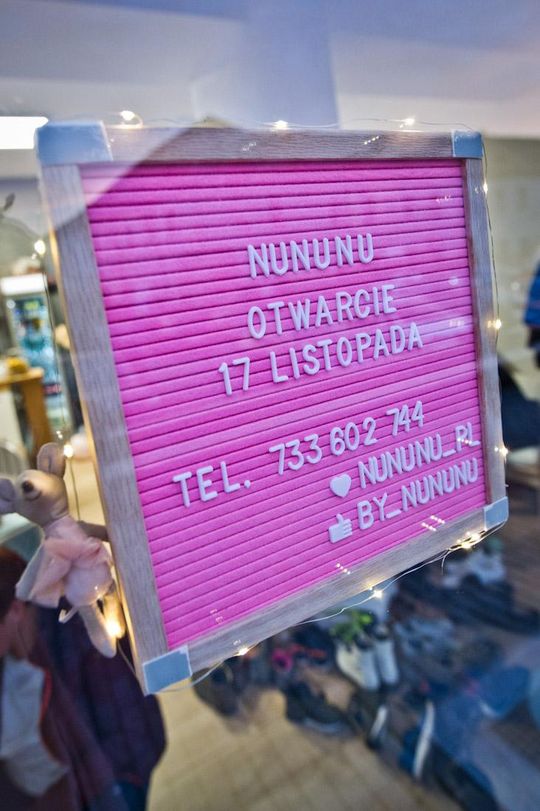 NUNUNU
OTWARCIE
17 LISTOPADA
TEL. 733 602 744
NUNUNU_PL
BY_NUNUNU